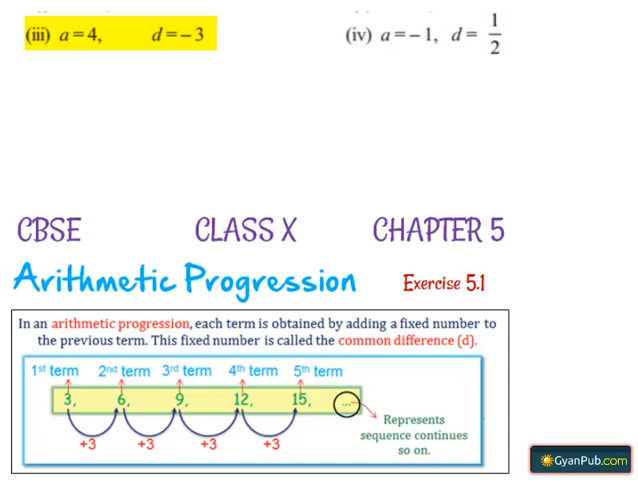 (iii) a = 4, d = – 3
(iv) a = – 1, d = 1/2
CBSE CLASS X CHAPTER 5
Arithmetic Progression Exercise 5.1
In an arithmetic progression, each term is obtained by adding a fixed number to
the previous term. This fixed number is called the common difference (d).
1st term 2nd term 3rd term 4th term 5th term
3, 6, 9, 12, 15, ...
+3 +3 +3 +3
Represents
sequence continues
so on.
GyanPub.com